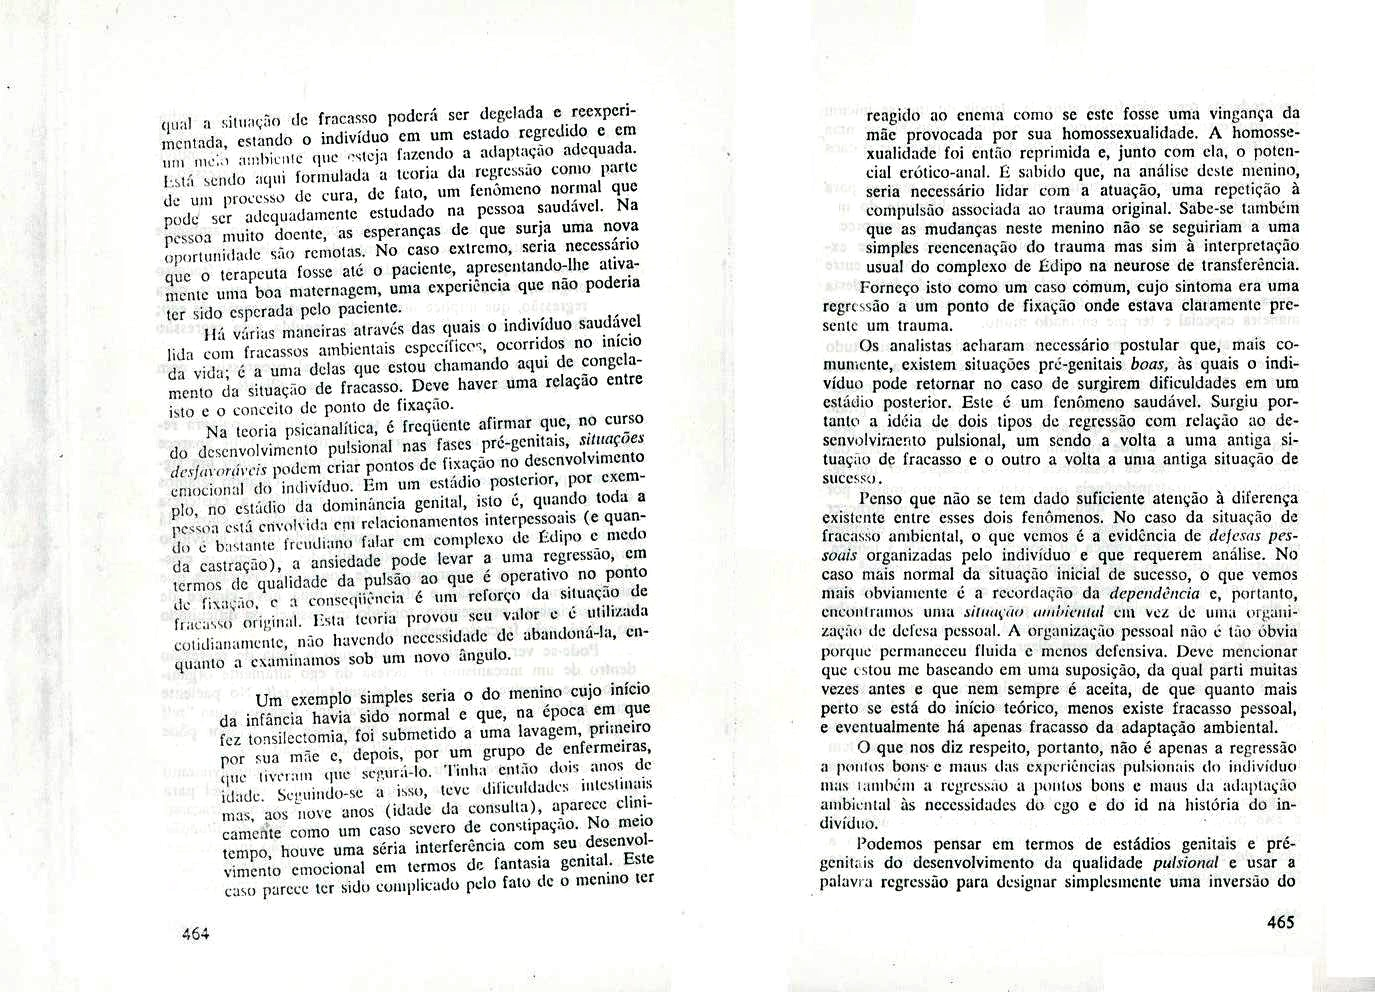 qual a situação de fracasso poderá ser degelada e reexperi-
mentada, estando o indivíduo em um estado regredido e em
um meio ambiente que esteja fazendo a adaptação adequada.
Está sendo aqui formulada a teoria da regressão como parte
de um processo de cura, de fato, um fenômeno normal que
pode ser adequadamente estudado na pessoa saudável. Na
pessoa muito doente, as esperanças de que surja uma nova
oportunidade são remotas. No caso extremo, seria necessário
que o terapeuta fosse até o paciente, apresentando-lhe ativa-
mente uma boa maternagem, uma experiência que não poderia
ter sido esperada pelo paciente.
Há várias maneiras através das quais o indivíduo saudável
lida com fracassos ambientais específicos, ocorridos no início
da vida; é a uma delas que estou chamando aqui de congela-
mento da situação de fracasso. Deve haver uma relação entre
isto e o conceito de ponto de fixação.
Na teoria psicanalítica, é freqüente afirmar que, no curso
do desenvolvimento pulsional nas fases pré-genitais, situações
desfavoráveis podem criar pontos de fixação no desenvolvimento
emocional do indivíduo. Em um estádio posterior, por exem-
plo, no estádio da dominância genital, isto é, quando toda a
pessoa está envolvida em relacionamentos interpessoais (e quan-
do é bastante freudiano falar em complexo de Édipo e medo
da castração), a ansiedade pode levar a uma regressão, em
termos de qualidade da pulsão ao que é operativo no ponto
de fixação, e a conseqüência é um reforço da situação de
fracasso original. Esta teoria provou seu valor e é utilizada
cotidianamente, não havendo necessidade de abandoná-la, en-
quanto a examinamos sob um novo ângulo.
Um exemplo simples seria o do menino cujo início
da infância havia sido normal e que, na época em que
fez tonsilectomia, foi submetido a uma lavagem, primeiro
por sua mãe e, depois, por um grupo de enfermeiras,
que tiveram que segurá-lo. Tinha então dois anos de
idade. Seguindo-se a isso, teve dificuldades intestinais
mas, aos nove anos (idade da consulta), aparece clini-
camente como um caso severo de constipação. No meio
tempo, houve uma séria interferência com seu desenvol-
vimento emocional em termos de fantasia genital. Este
caso parece ter sido complicado pelo fato de o menino ter
464
reagido ao enema como se este fosse uma vingança da
mãe provocada por sua homossexualidade. A homosse-
xualidade foi então reprimida e, junto com ela, o poten-
cial erótico-anal. É sabido que, na análise deste menino,
seria necessário lidar com a atuação, uma repetição à
compulsão associada ao trauma original. Sabe-se também
que as mudanças neste menino não se seguiriam a uma
simples reencenação do trauma mas sim à interpretação
usual do complexo de Édipo na neurose de transferência.
Forneço isto como um caso comum, cujo sintoma era uma
regressão a um ponto de fixação onde estava claramente pre-
sente um trauma.
Os analistas acharam necessário postular que, mais co-
mumente, existem situações pré-genitais boas, às quais o indi-
víduo pode retornar no caso de surgirem dificuldades em um
estádio posterior. Este é um fenômeno saudável. Surgiu por-
tanto a idéia de dois tipos de regressão com relação ao de-
senvolvimento pulsional, um sendo a volta a uma antiga si-
tuação de fracasso e o outro a volta a uma antiga situação de
sucesso.
Penso que não se tem dado suficiente atenção à diferença
existente entre esses dois fenômenos. No caso da situação de
fracasso ambiental, o que vemos é a evidência de defesas pes-
soais organizadas pelo indivíduo e que requerem análise. No
caso mais normal da situação inicial de sucesso, o que vemos
mais obviamente é a recordação da dependência e, portanto,
encontramos uma situação ambiental em vez de uma organi-
zação de defesa pessoal. A organização pessoal não é tão óbvia
porque permaneceu fluida e menos defensiva. Deve mencionar
que estou me baseando em uma suposição, da qual parti muitas
vezes antes e que nem sempre é aceita, de que quanto mais
perto se está do início teórico, menos existe fracasso pessoal,
e eventualmente há apenas fracasso da adaptação ambiental.
O que nos diz respeito, portanto, não é apenas a regressão
a pontos bons e maus das experiências pulsionais do indivíduo
mas também a regressão a pontos bons e maus da adaptação
ambiental às necessidades do ego e do id na história do in-
divíduo.
Podemos pensar em termos de estádios genitais e pré-
genitais do desenvolvimento da qualidade pulsional e usar a
palavra regressão para designar simplesmente uma inversão do
465